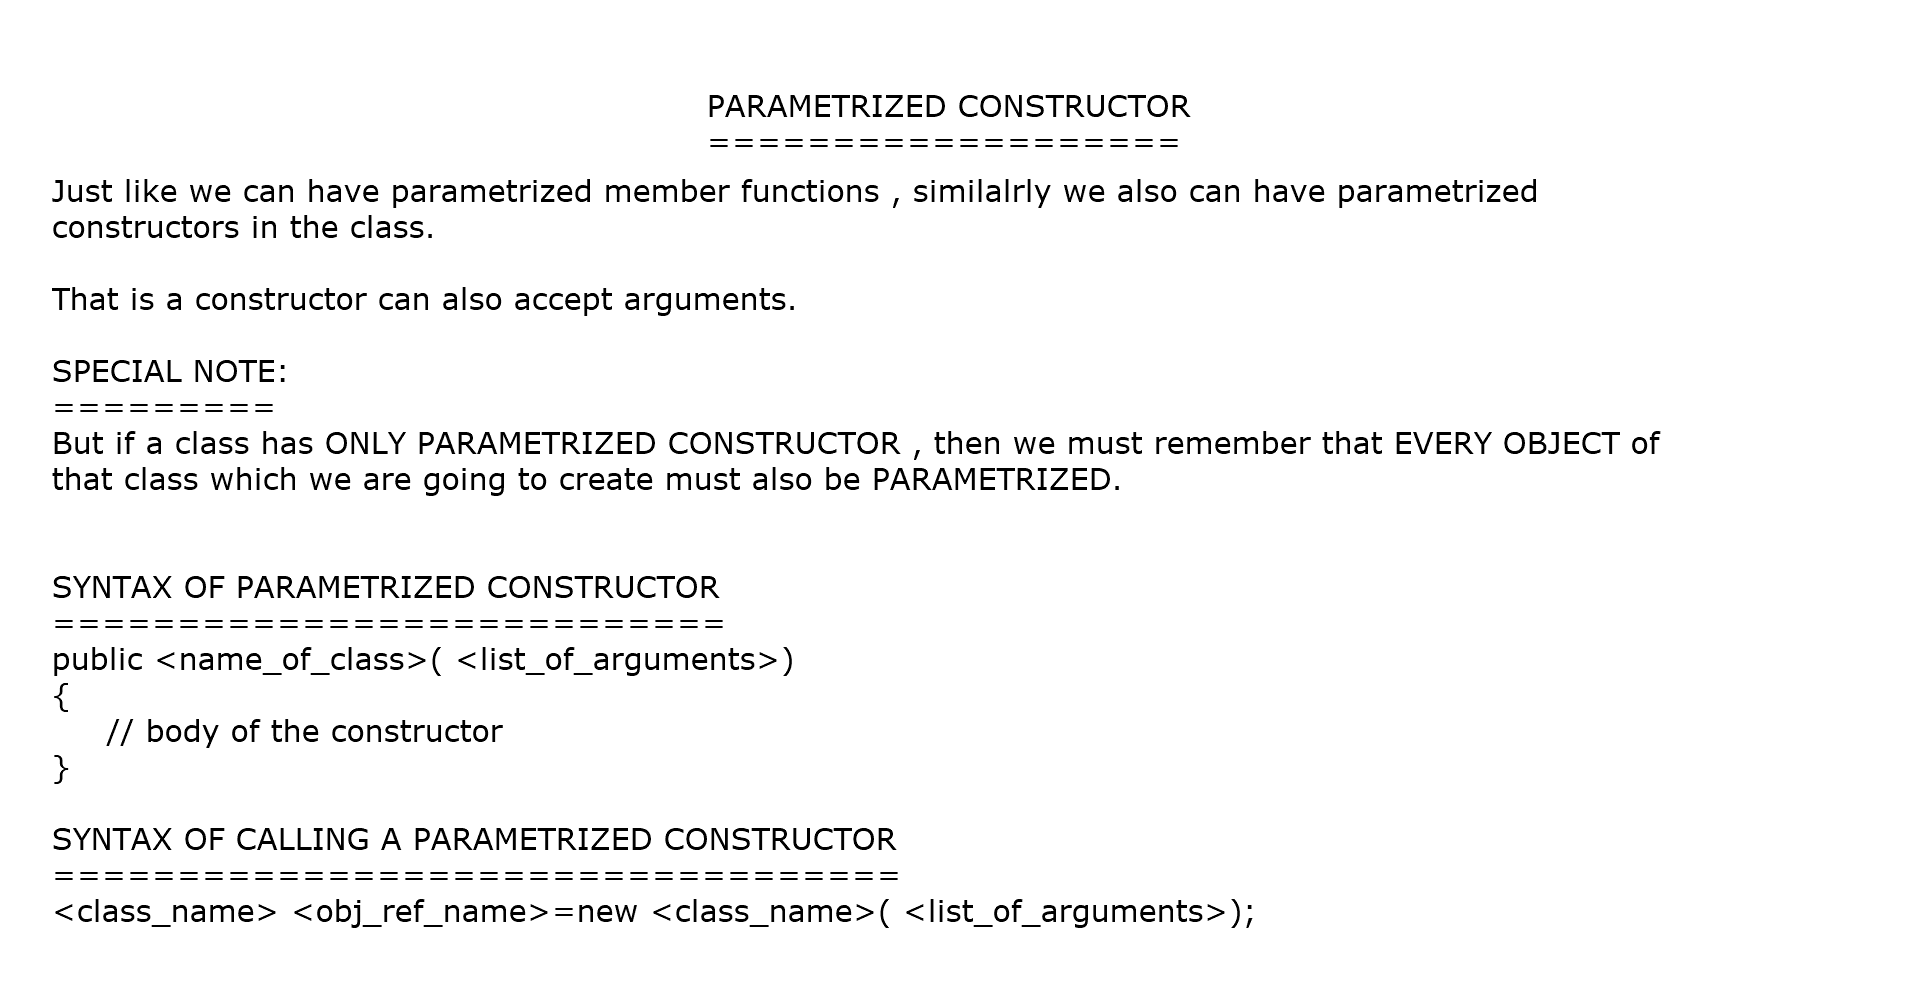 PARAMETRIZED CONSTRUCTOR
===================
Just like we can have parametrized member functions , similalrly we also can have parametrized
constructors in the class.
That is a constructor can also accept arguments.
SPECIAL NOTE:
=========
But if a class has ONLY PARAMETRIZED CONSTRUCTOR , then we must remember that EVERY OBJECT of
that class which we are going to create must also be PARAMETRIZED.
SYNTAX OF PARAMETRIZED CONSTRUCTOR
===========================
public <name_of_class>( <list_of_arguments>)
{
// body of the constructor
}
SYNTAX OF CALLING A PARAMETRIZED CONSTRUCTOR
==================================
<class_name> <obj_ref_name>=new <class_name>( <list_of_arguments>);